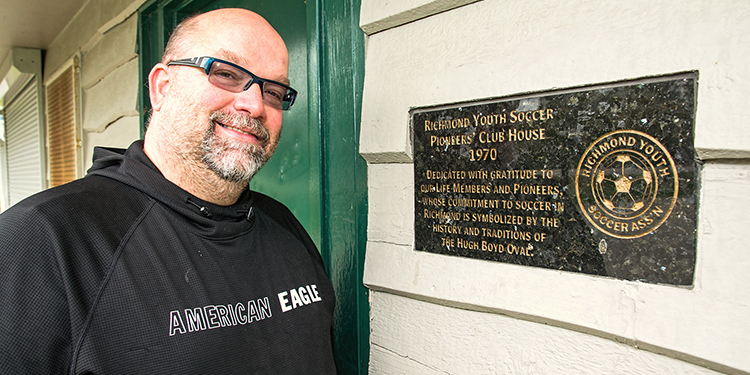 RICHMOND YOUTH SOCCER
PIONEERS' CLUB HOUSE
1970
DEDICATED WITH GRATITUDE TO
OUR LIFE MEMBERS AND PIONEERS,
WHOSE COMMITMENT TO SOCCER IN
RICHMOND IS SYMBOLIZED BY THE
HISTORY AND TRADITIONS OF
THE HUGH BOYD OVAL.
RICHMOND YOUTH
SOCCER ASS'N
AMERICAN EAGLE